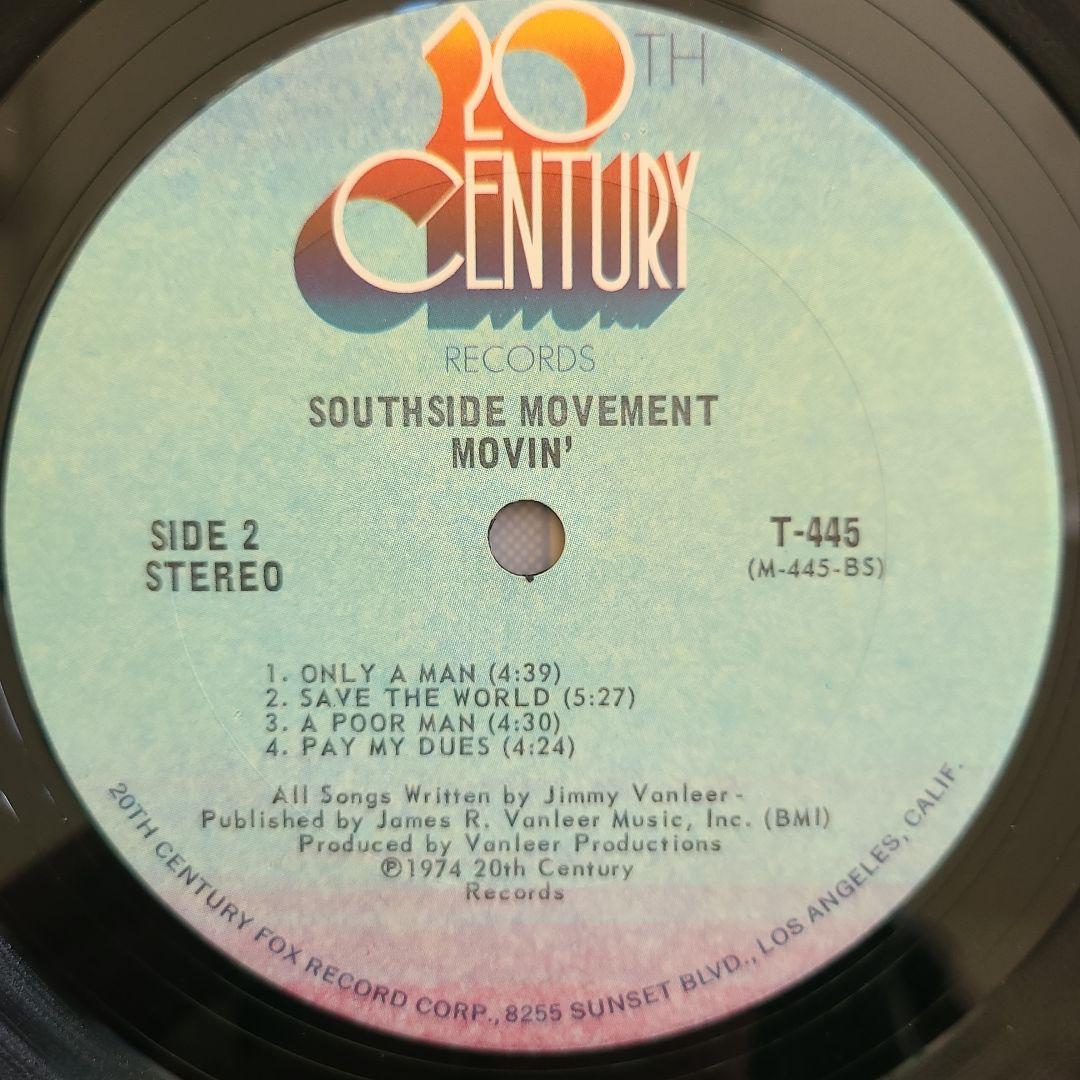 20TH
CENTURY
RECORDS
SOUTHSIDE MOVEMENT
MOVIN'
SIDE 2
STEREO
T-445
(M-445-BS)
1. ONLY A MAN (4:39)
2. SAVE THE WORLD (5:27)
3. A POOR MAN (4:30)
4. PAY MY DUES (4:24)
All Songs Written by Jimmy Vanleer -
Published by James R. Vanleer Music, Inc. (BMI)
Produced by Vanleer Productions
℗1974 20th Century
Records
20TH CENTURY FOX RECORD CORP., 8255 SUNSET BLVD., LOS ANGELES, CALIF.